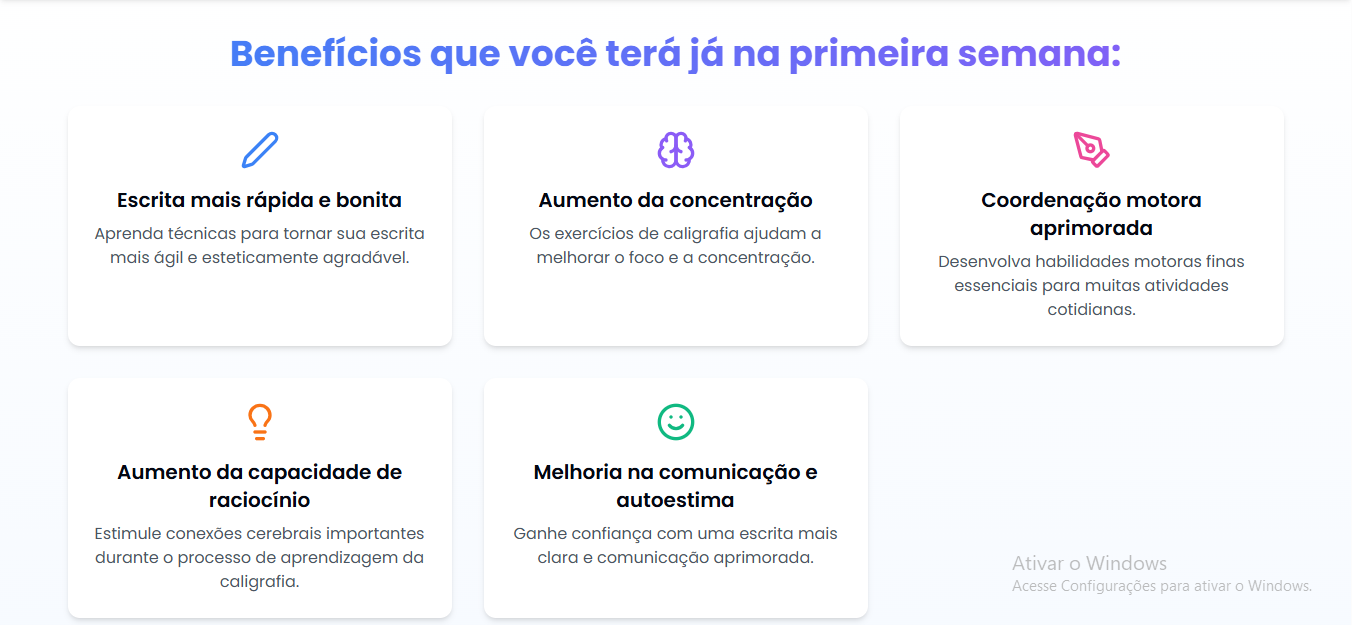 Benefícios que você terá já na primeira semana:
Escrita mais rápida e bonita
Aprenda técnicas para tornar sua escrita
mais ágil e esteticamente agradável.
Aumento da concentração
Os exercícios de caligrafia ajudam a
melhorar o foco e a concentração.
Coordenação motora
aprimorada
Desenvolva habilidades motoras finas
essenciais para muitas atividades
cotidianas.
Aumento da capacidade de
raciocínio
Estimule conexões cerebrais importantes
durante o processo de aprendizagem da
caligrafia.
Melhoria na comunicação e
autoestima
Ganhe confiança com uma escrita mais
clara e comunicação aprimorada.
Ativar o Windows
Acesse Configurações para ativar o Windows.